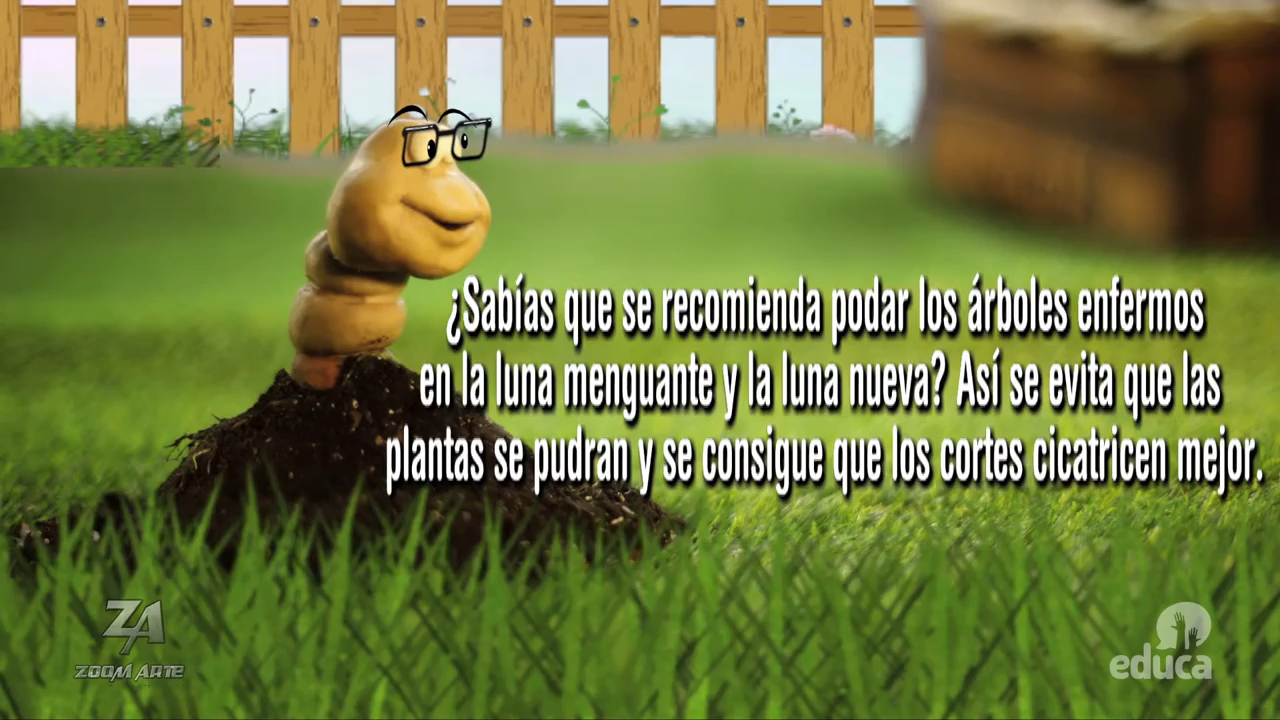 ¿Sabías que se recomienda podar los árboles enfermos
en la luna menguante y la luna nueva? Así se evita que las
plantas se pudran y se consigue que los cortes cicatricen mejor.
ZA
ZOOM ARTE
educa